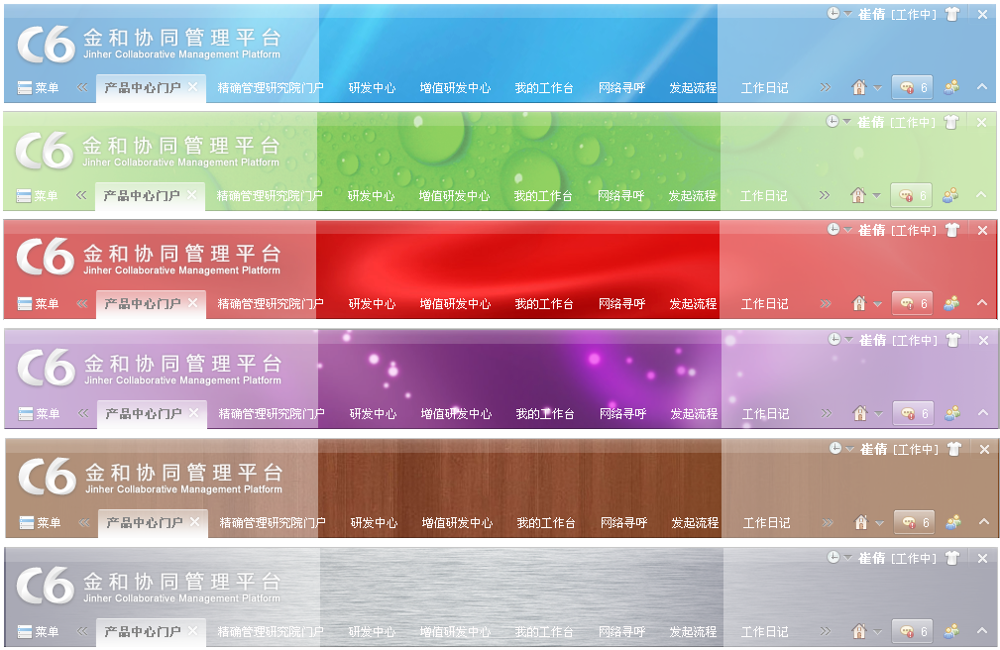 崔倩 [工作中]
C6 金和协同管理平台
Jinher Collaborative Management Platform
菜单 产品中心门户 精确管理研究院门户 研发中心 增值研发中心 我的工作台 网络寻呼 发起流程 工作日记 6
崔倩 [工作中]
C6 金和协同管理平台
Jinher Collaborative Management Platform
菜单 产品中心门户 精确管理研究院门户 研发中心 增值研发中心 我的工作台 网络寻呼 发起流程 工作日记 6
崔倩 [工作中]
C6 金和协同管理平台
Jinher Collaborative Management Platform
菜单 产品中心门户 精确管理研究院门户 研发中心 增值研发中心 我的工作台 网络寻呼 发起流程 工作日记 6
崔倩 [工作中]
C6 金和协同管理平台
Jinher Collaborative Management Platform
菜单 产品中心门户 精确管理研究院门户 研发中心 增值研发中心 我的工作台 网络寻呼 发起流程 工作日记 6
崔倩 [工作中]
C6 金和协同管理平台
Jinher Collaborative Management Platform
菜单 产品中心门户 精确管理研究院门户 研发中心 增值研发中心 我的工作台 网络寻呼 发起流程 工作日记 6
崔倩 [工作中]
C6 金和协同管理平台
Jinher Collaborative Management Platform
菜单 产品中心门户 精确管理研究院门户 研发中心 增值研发中心 我的工作台 网络寻呼 发起流程 工作日记 6